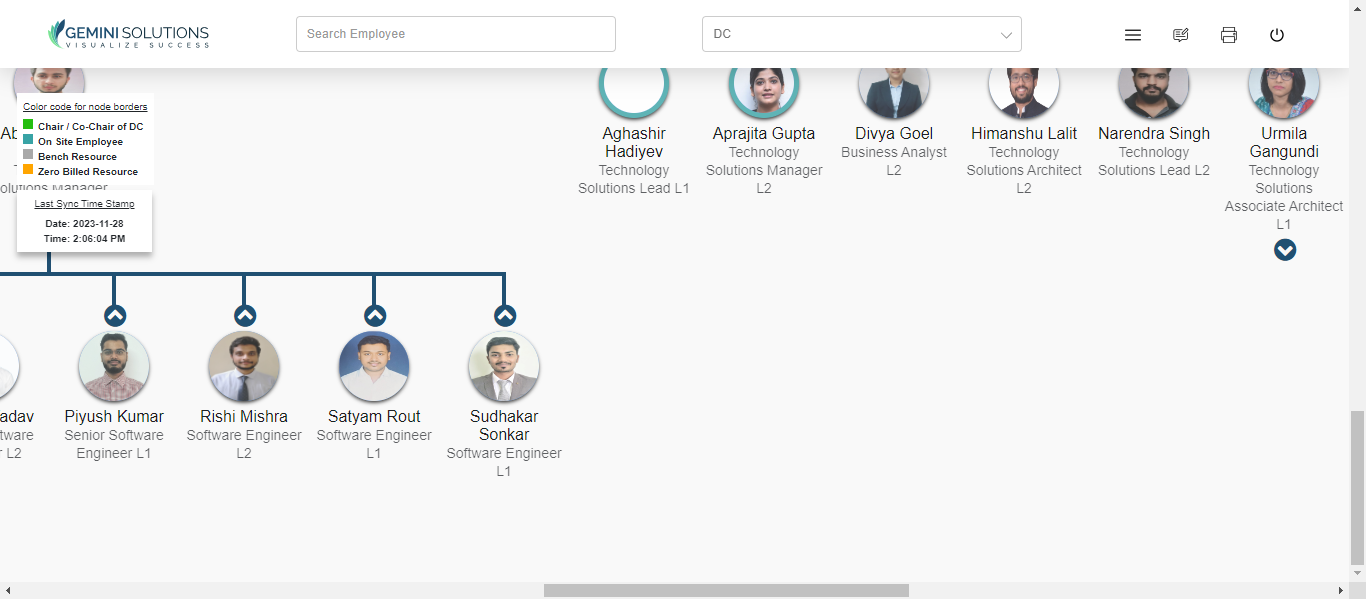 GEMINI SOLUTIONS
VISUALIZE SUCCESS
Search Employee
DC
Color code for node borders
Chair / Co-Chair of DC
On Site Employee
Bench Resource
Zero Billed Resource
Solutions Manager
Last Sync Time Stamp
Date: 2023-11-28
Time: 2:06:04 PM
Aghashir
Hadiyev
Technology
Solutions Lead L1
Aprajita Gupta
Technology
Solutions Manager
L2
Divya Goel
Business Analyst
L2
Himanshu Lalit
Technology
Solutions Architect
L2
Narendra Singh
Technology
Solutions Lead L2
Urmila
Gangundi
Technology
Solutions
Associate Architect
L1
adav
tware
r L2
Piyush Kumar
Senior Software
Engineer L1
Rishi Mishra
Software Engineer
L2
Satyam Rout
Software Engineer
L1
Sudhakar
Sonkar
Software Engineer
L1